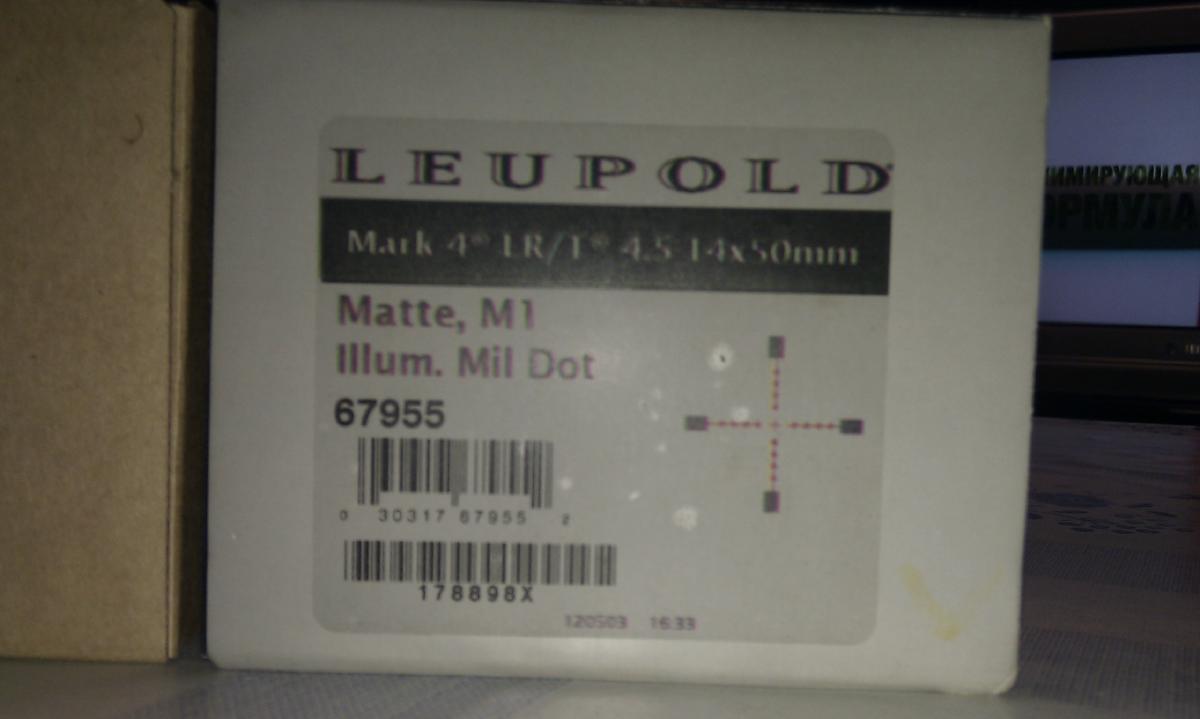 LEUPOLD
Mark 4® LR/T® 4.5-14x50mm
Matte, M1
Illum. Mil Dot
67955
0 30317 67955 2
178898X
120503 16:33
ИМИРУЮЩАЯ
ОРМУЛА